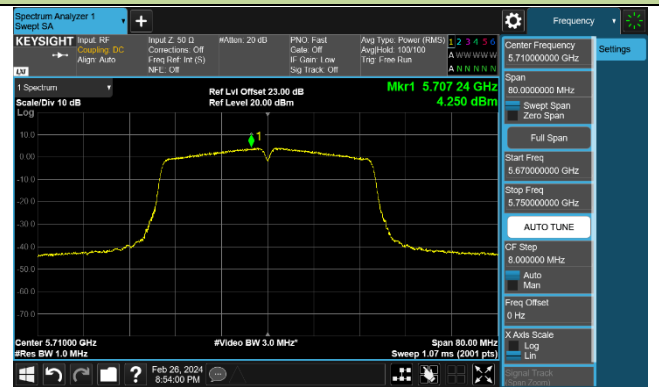 Spectrum Analyzer 1
Swept SA
Frequency
KEYSIGHT
Input: RF
Coupling: DC
Align: Auto
Input Z: 50 Ω
Corrections: Off
Freq Ref: Int (S)
NFE: Off
#Atten: 20 dB
PNO: Fast
Gate: Off
IF Gain: Low
Sig Track: Off
Avg Type: Power (RMS)
Avg|Hold: 100/100
Trig: Free Run
1 2 3 4 5 6
A W W W W W
A N N N N N
LXI
1 Spectrum
Scale/Div 10 dB
Log
Ref Lvl Offset 23.00 dB
Ref Level 20.00 dBm
Mkr1 5.707 24 GHz
4.250 dBm
1
10.0
0.00
-10.0
-20.0
-30.0
-40.0
-50.0
-60.0
-70.0
Center 5.71000 GHz
#Res BW 1.0 MHz
#Video BW 3.0 MHz*
Span 80.00 MHz
Sweep 1.07 ms (2001 pts)
Center Frequency
5.710000000 GHz
Settings
Span
80.0000000 MHz
Swept Span
Zero Span
Full Span
Start Freq
5.670000000 GHz
Stop Freq
5.750000000 GHz
AUTO TUNE
CF Step
8.000000 MHz
Auto
Man
Freq Offset
0 Hz
X Axis Scale
Log
Lin
Signal Track
(Span Zoom)
Feb 26, 2024
8:54:00 PM